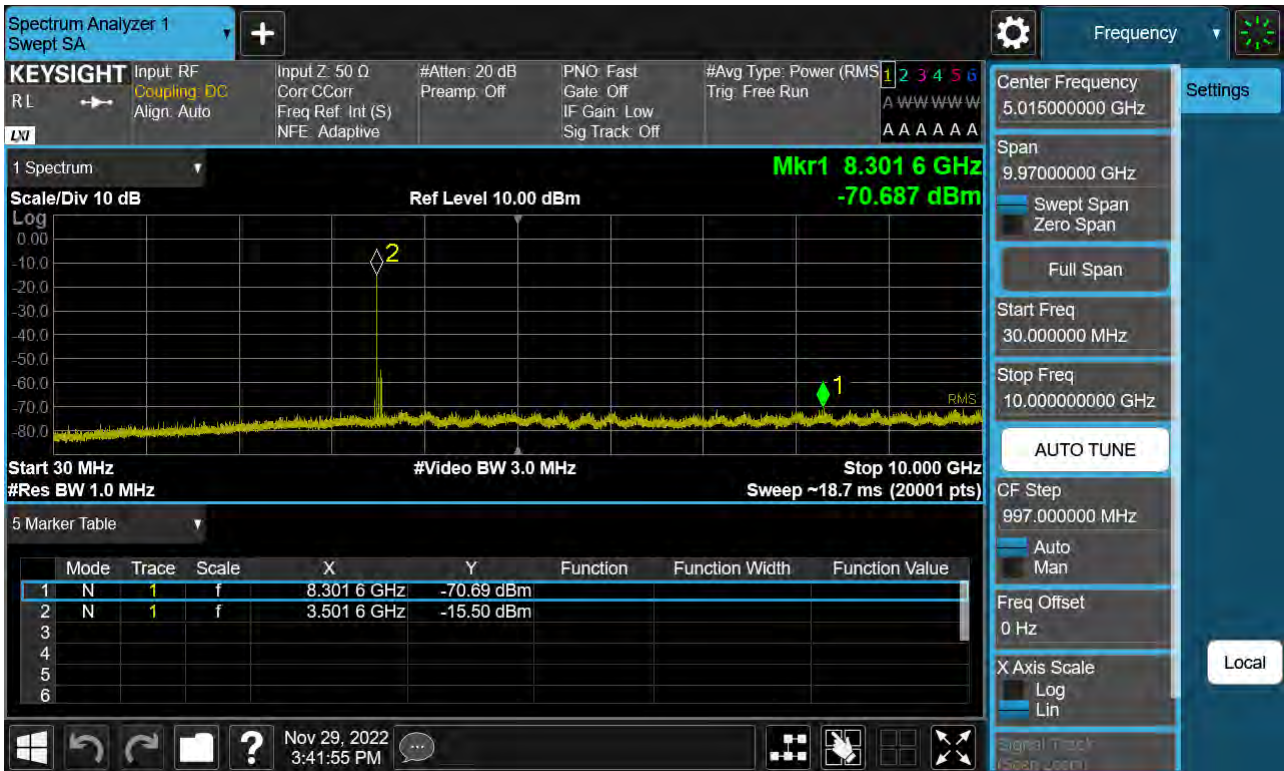 Spectrum Analyzer 1
Swept SA
+
Frequency
KEYSIGHT
RL
LXI
Input: RF
Coupling: DC
Align: Auto
Input Z: 50 Ω
Corr CCorr
Freq Ref: Int (S)
NFE: Adaptive
#Atten: 20 dB
Preamp: Off
PNO: Fast
Gate: Off
IF Gain: Low
Sig Track: Off
#Avg Type: Power (RMS
Trig: Free Run
1 2 3 4 5 6
A W W W W W
A A A A A A
1 Spectrum
Mkr1 8.301 6 GHz
Scale/Div 10 dB
Ref Level 10.00 dBm
-70.687 dBm
Log
0.00
-10.0
-20.0
-30.0
-40.0
-50.0
-60.0
-70.0
-80.0
2
1
RMS
Start 30 MHz
#Video BW 3.0 MHz
Stop 10.000 GHz
#Res BW 1.0 MHz
Sweep ~18.7 ms (20001 pts)
5 Marker Table
Mode Trace Scale X Y Function Function Width Function Value
1 N 1 f 8.301 6 GHz -70.69 dBm
2 N 1 f 3.501 6 GHz -15.50 dBm
3
4
5
6
Nov 29, 2022
3:41:55 PM
?
Center Frequency
5.015000000 GHz
Settings
Span
9.97000000 GHz
Swept Span
Zero Span
Full Span
Start Freq
30.000000 MHz
Stop Freq
10.000000000 GHz
AUTO TUNE
CF Step
997.000000 MHz
Auto
Man
Freq Offset
0 Hz
X Axis Scale
Log
Lin
Local
Signal Track
(Span Zoom)